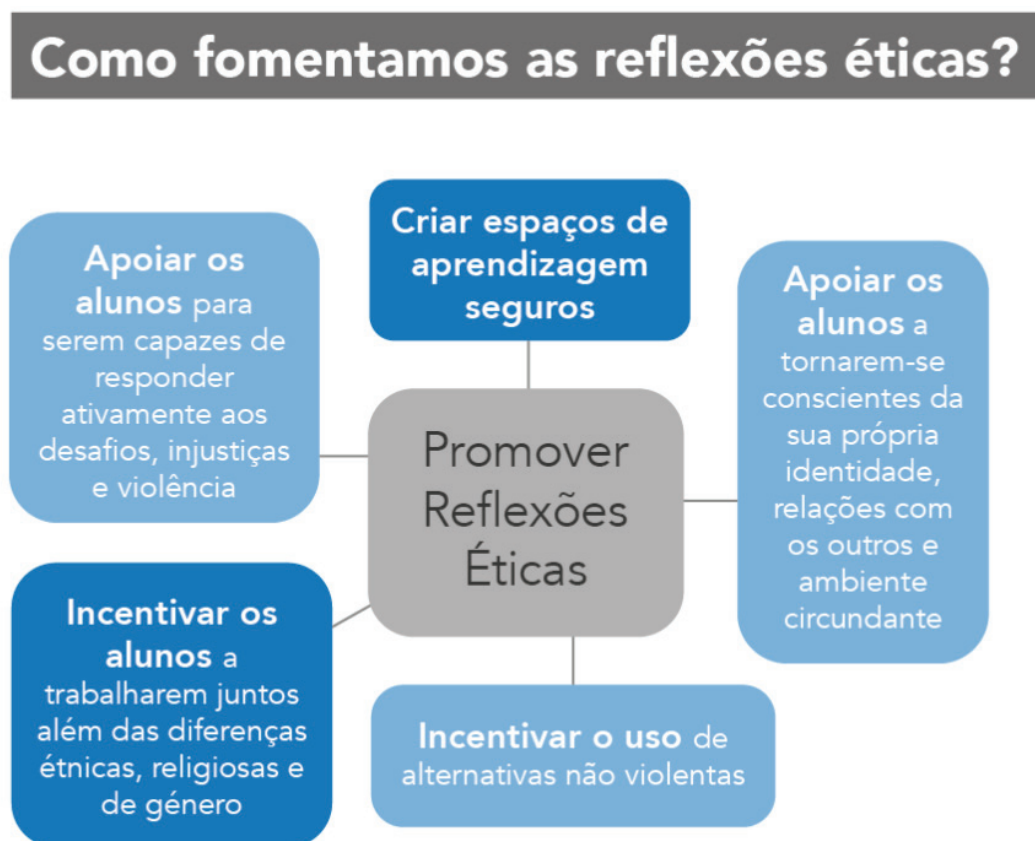 Como fomentamos as reflexões éticas?
Criar espaços de
aprendizagem
seguros
Apoiar os
alunos para
serem capazes de
responder
ativamente aos
desafios, injustiças
e violência
Apoiar os
alunos a
tornarem-se
conscientes da
sua própria
identidade,
relações com
os outros e
ambiente
circundante
Promover
Reflexões
Éticas
Incentivar os
alunos a
trabalharem juntos
além das diferenças
étnicas, religiosas e
de género
Incentivar o uso de
alternativas não violentas